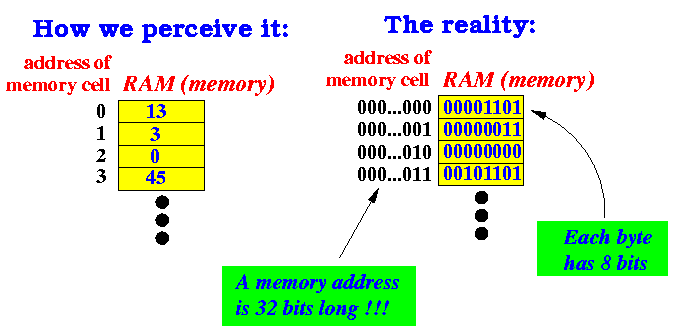 How we perceive it:
address of
memory cell
RAM (memory)
0
13
1
3
2
0
3
45
The reality:
address of
memory cell
RAM (memory)
000...000
00001101
000...001
00000011
000...010
00000000
000...011
00101101
Each byte
has 8 bits
A memory address
is 32 bits long !!!